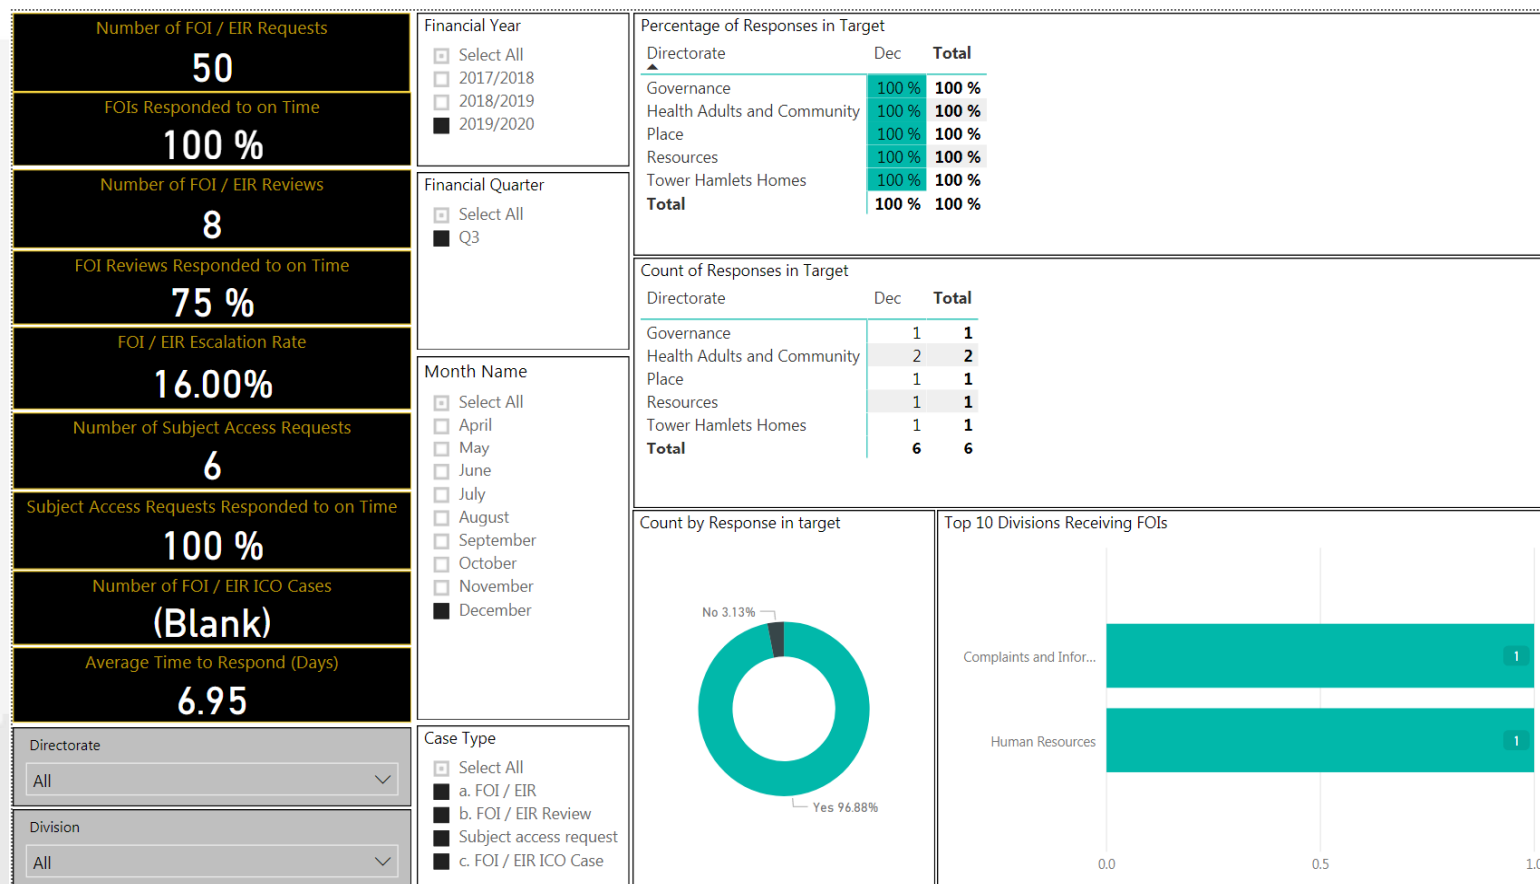 Number of FOI / EIR Requests
50
FOIs Responded to on Time
100 %
Number of FOI / EIR Reviews
8
FOI Reviews Responded to on Time
75 %
FOI / EIR Escalation Rate
16.00%
Number of Subject Access Requests
6
Subject Access Requests Responded to on Time
100 %
Number of FOI / EIR ICO Cases
(Blank)
Average Time to Respond (Days)
6.95
Directorate
All
Division
All
Financial Year
Select All
2017/2018
2018/2019
2019/2020
Financial Quarter
Select All
Q3
Month Name
Select All
April
May
June
July
August
September
October
November
December
Case Type
Select All
a. FOI / EIR
b. FOI / EIR Review
Subject access request
c. FOI / EIR ICO Case
Percentage of Responses in Target
Directorate Dec Total
Governance 100 % 100 %
Health Adults and Community 100 % 100 %
Place 100 % 100 %
Resources 100 % 100 %
Tower Hamlets Homes 100 % 100 %
Total 100 % 100 %
Count of Responses in Target
Directorate Dec Total
Governance 1 1
Health Adults and Community 2 2
Place 1 1
Resources 1 1
Tower Hamlets Homes 1 1
Total 6 6
Count by Response in target
No 3.13%
Yes 96.88%
Top 10 Divisions Receiving FOIs
Complaints and Infor... 1
Human Resources 1
0.0 0.5 1.0